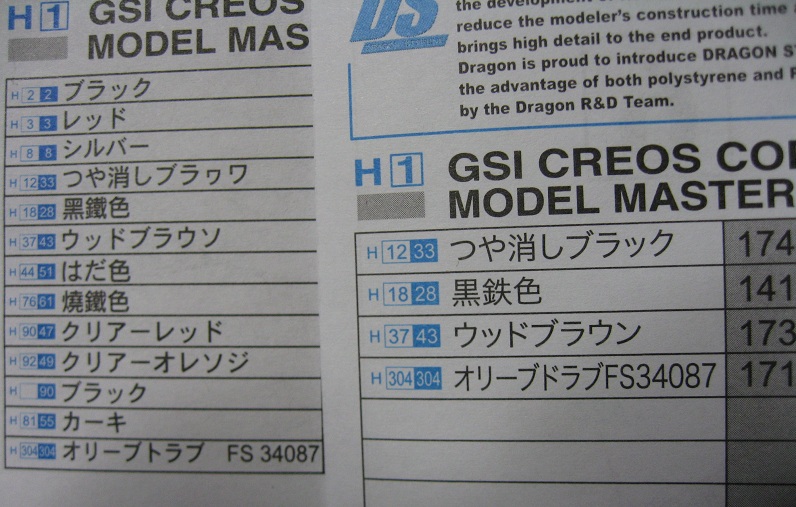 H 1 GSI CREOS
MODEL MAS
H 2 2 ブラック
H 3 3 レッド
H 8 8 シルバー
H 12 33 つや消しブラヮワ
H 18 28 黑鐵色
H 37 43 ウッドブラウソ
H 44 51 はだ色
H 76 61 燒鐵色
H 90 47 クリアーレッド
H 92 49 クリアーオレソジ
H 90 ブラック
H 81 55 カーキ
H 304 304 オリーブトラブ FS 34087
DS
reduce the modeler's construction time
brings high detail to the end product.
Dragon is proud to introduce DRAGON S
the advantage of both polystyrene and
by the Dragon R&D Team.
H 1 GSI CREOS CO
MODEL MASTER
H 12 33 つや消しブラック 174
H 18 28 黒鉄色 141
H 37 43 ウッドブラウン 173
H 304 304 オリーブドラブFS34087 171